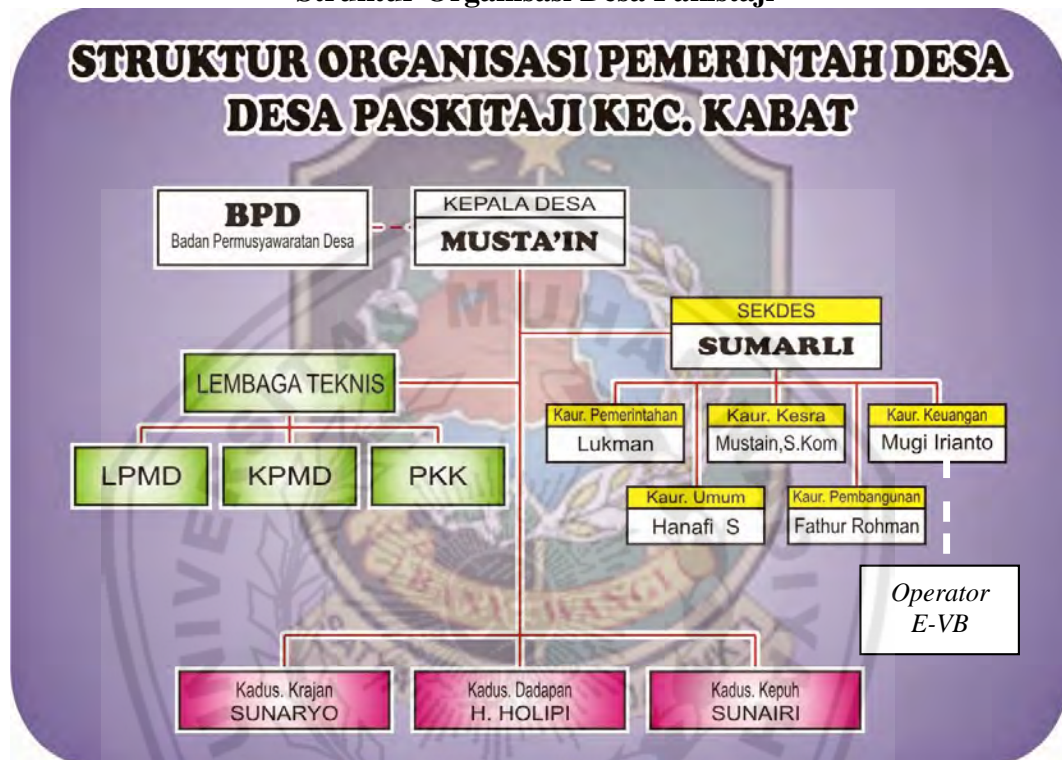 Struktur Organisasi Desa Pakistaji
STRUKTUR ORGANISASI PEMERINTAH DESA
DESA PASKITAJI KEC. KABAT
BPD
Badan Permusyawaratan Desa
KEPALA DESA
MUSTA'IN
SEKDES
SUMARLI
LEMBAGA TEKNIS
LPMD
KPMD
PKK
Kaur. Pemerintahan
Lukman
Kaur. Kesra
Mustain,S.Kom
Kaur. Keuangan
Mugi Irianto
Kaur. Umum
Hanafi S
Kaur. Pembangunan
Fathur Rohman
Operator
E-VB
Kadus. Krajan
SUNARYO
Kadus. Dadapan
H. HOLIPI
Kadus. Kepuh
SUNAIRI